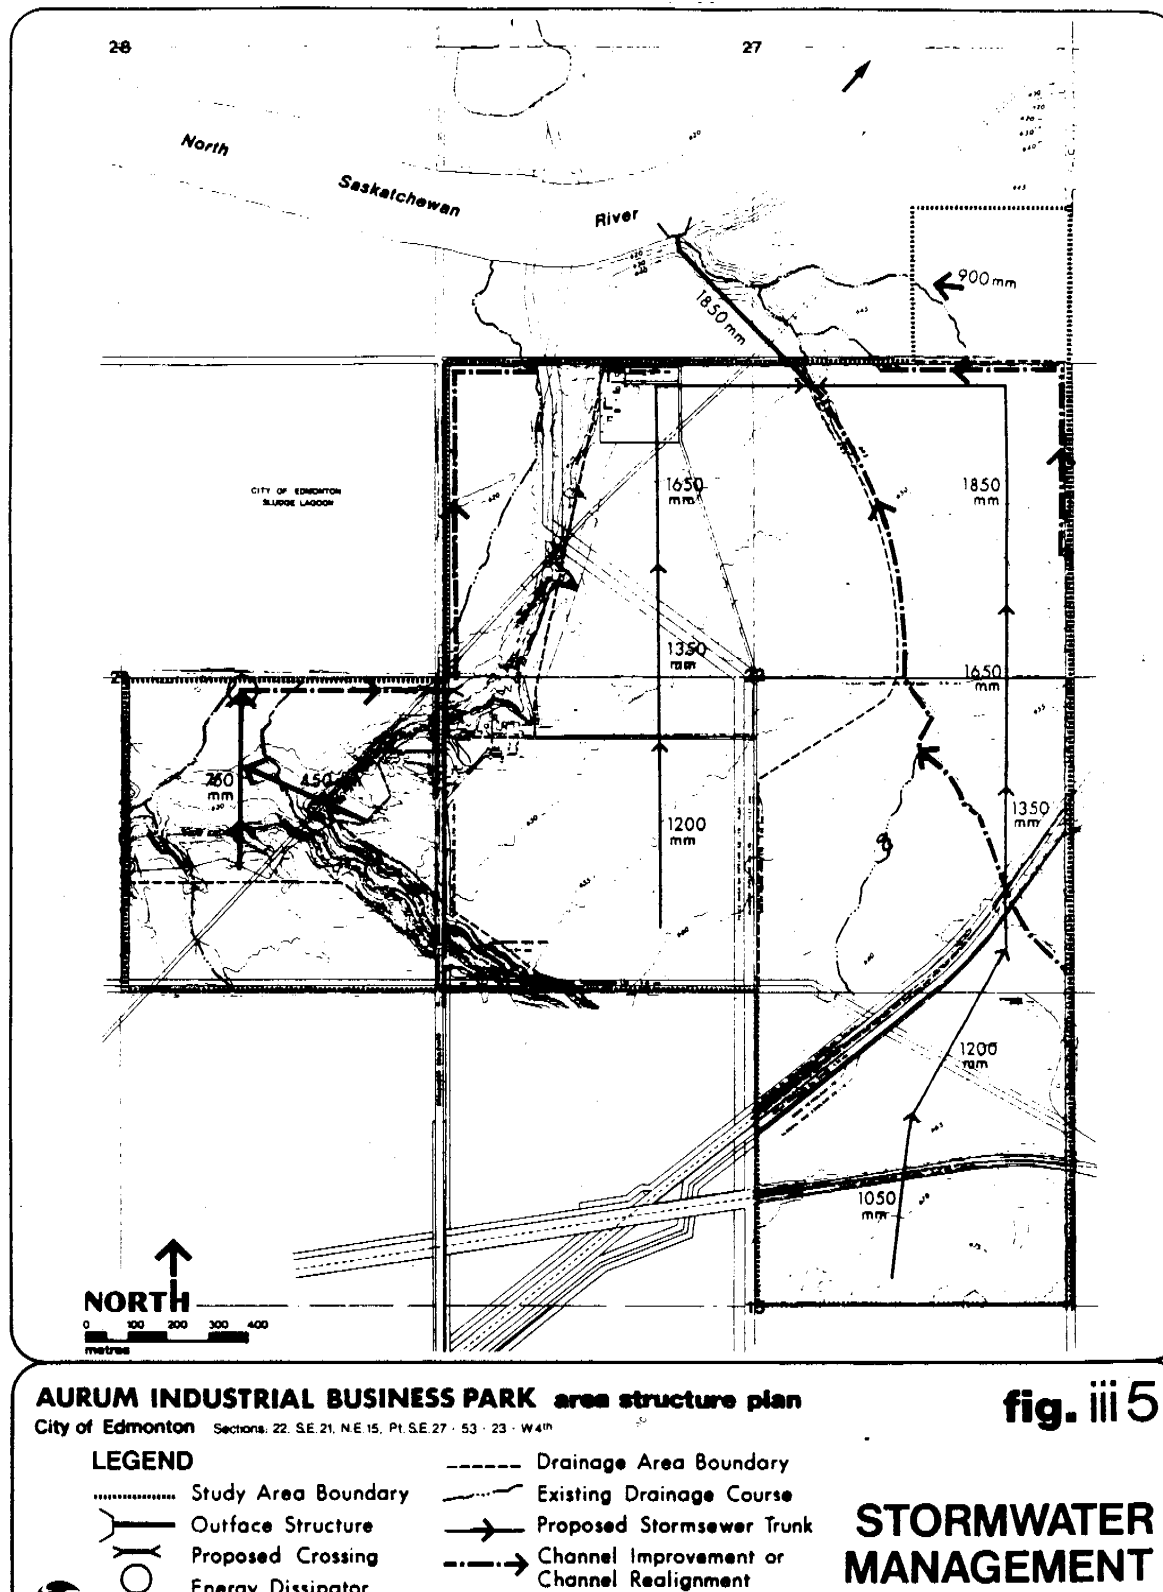 28
27
North
Saskatchewan
River
900 mm
1850 mm
CITY OF EDMONTON
SLUDGE LAGOON
1650
mm
1850
mm
1350
mm
1650
mm
760
mm
450
1350
mm
1200
mm
1200
mm
1050
mm
15
NORTH
0 100 200 300 400
metres
AURUM INDUSTRIAL BUSINESS PARK area structure plan
fig. iii 5
City of Edmonton Sections: 22, S.E.21, N.E.15, Pt. S.E.27 - 53 - 23 - W4th
LEGEND
Study Area Boundary
Outface Structure
Proposed Crossing
Energy Dissipator
Drainage Area Boundary
Existing Drainage Course
Proposed Stormsewer Trunk
Channel Improvement or
Channel Realignment
STORMWATER
MANAGEMENT